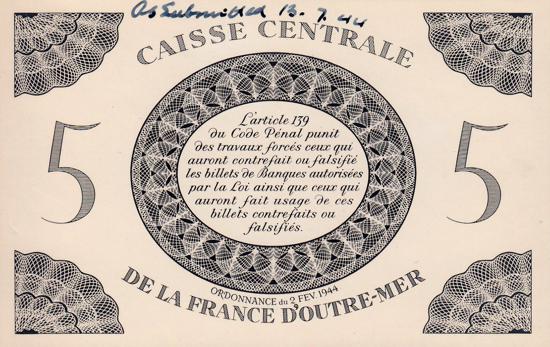 As Submitted 13. 7. 44
CAISSE CENTRALE
5
L'article 139
du Code Pénal punit
des travaux forcés ceux qui
auront contrefait ou falsifié
les billets de Banques autorisées
par la Loi ainsi que ceux qui
auront fait usage de ces
billets contrefaits ou
falsifiés.
5
ORDONNANCE du 2 FEV. 1944
DE LA FRANCE D'OUTRE-MER